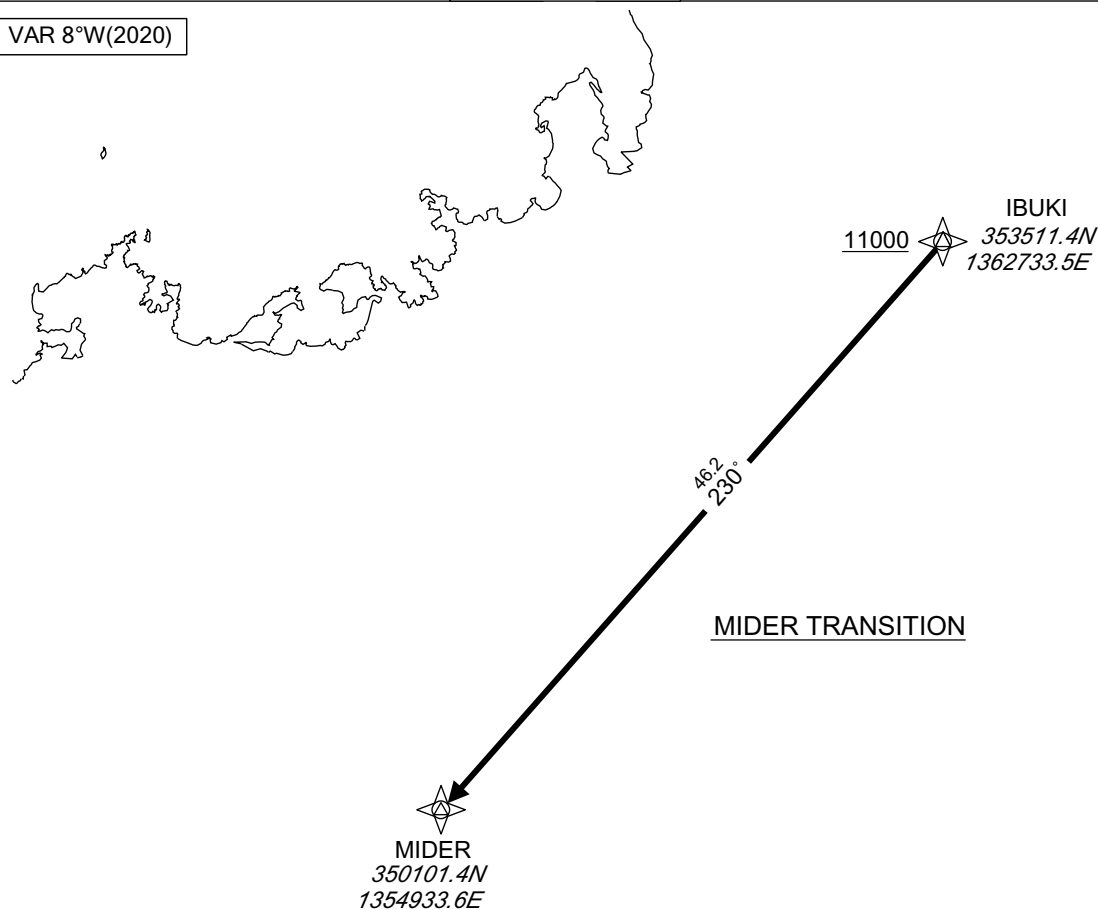 VAR 8°W(2020)
IBUKI
11000
353511.4N
1362733.5E
46.2
230°
MIDER TRANSITION
MIDER
350101.4N
1354933.6E